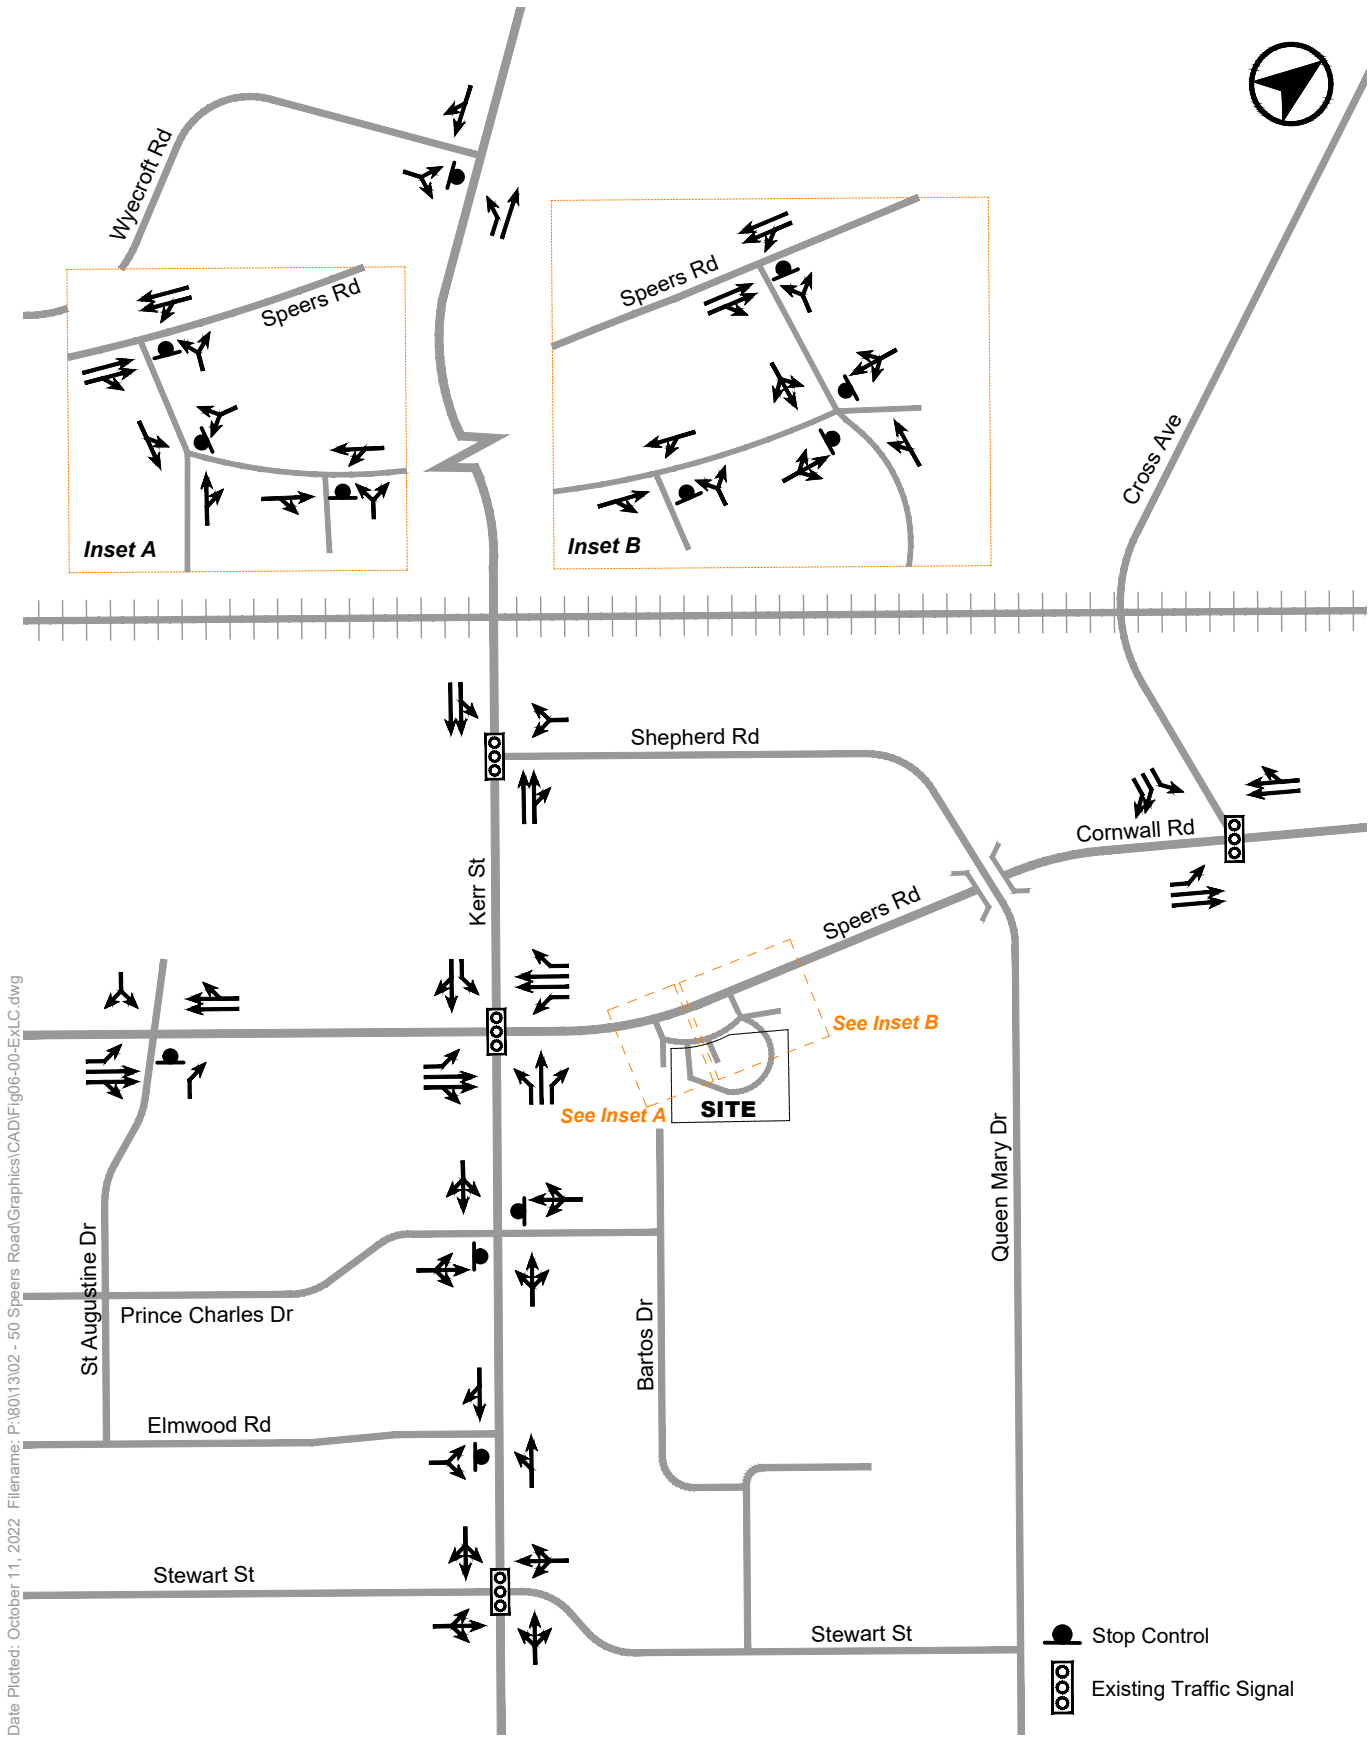 Wyecroft Rd
Speers Rd
Inset A
Speers Rd
Inset B
Cross Ave
Shepherd Rd
Cornwall Rd
Kerr St
Speers Rd
See Inset B
See Inset A
SITE
Queen Mary Dr
St Augustine Dr
Prince Charles Dr
Bartos Dr
Elmwood Rd
Stewart St
Stewart St
Stop Control
Existing Traffic Signal
Date Plotted: October 11, 2022 Filename: P:\80\13\02 - 50 Speers Road\Graphics\CAD\Fig06-00-ExLC.dwg